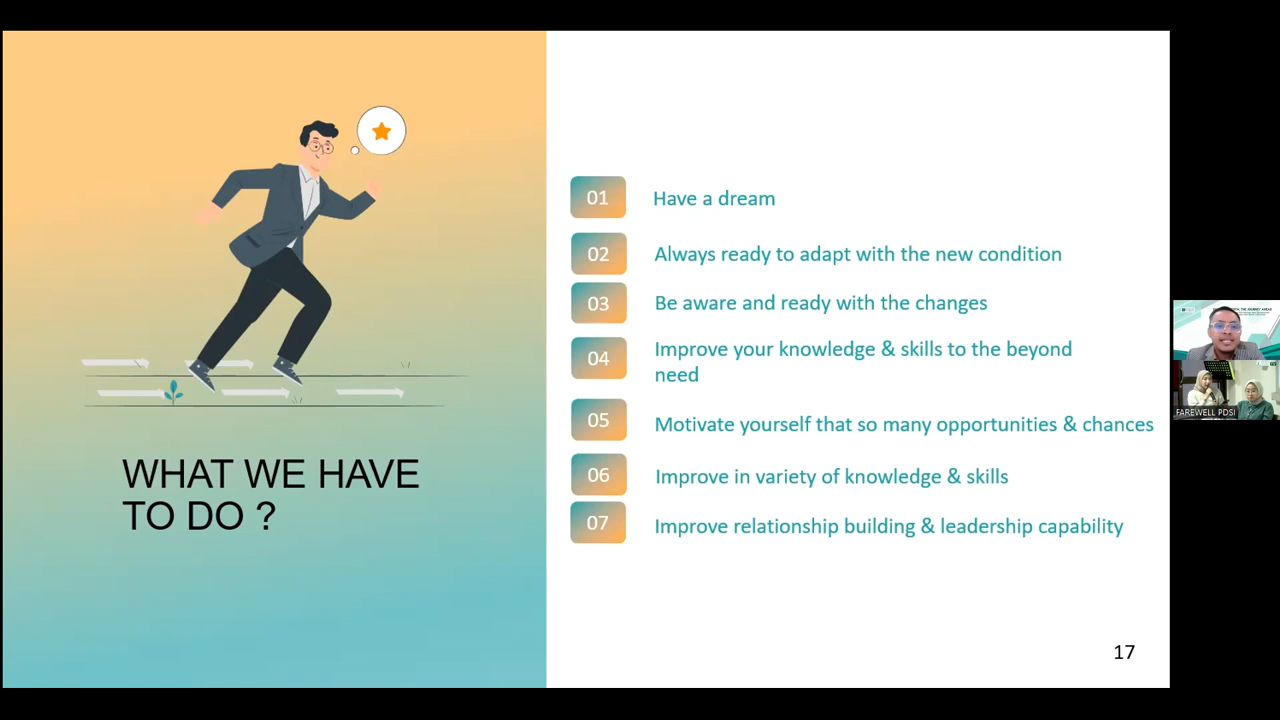 WHAT WE HAVE
TO DO ?
01 Have a dream
02 Always ready to adapt with the new condition
03 Be aware and ready with the changes
04 Improve your knowledge & skills to the beyond
need
05 Motivate yourself that so many opportunities & chances
06 Improve in variety of knowledge & skills
07 Improve relationship building & leadership capability
17
FAREWELL PDSI